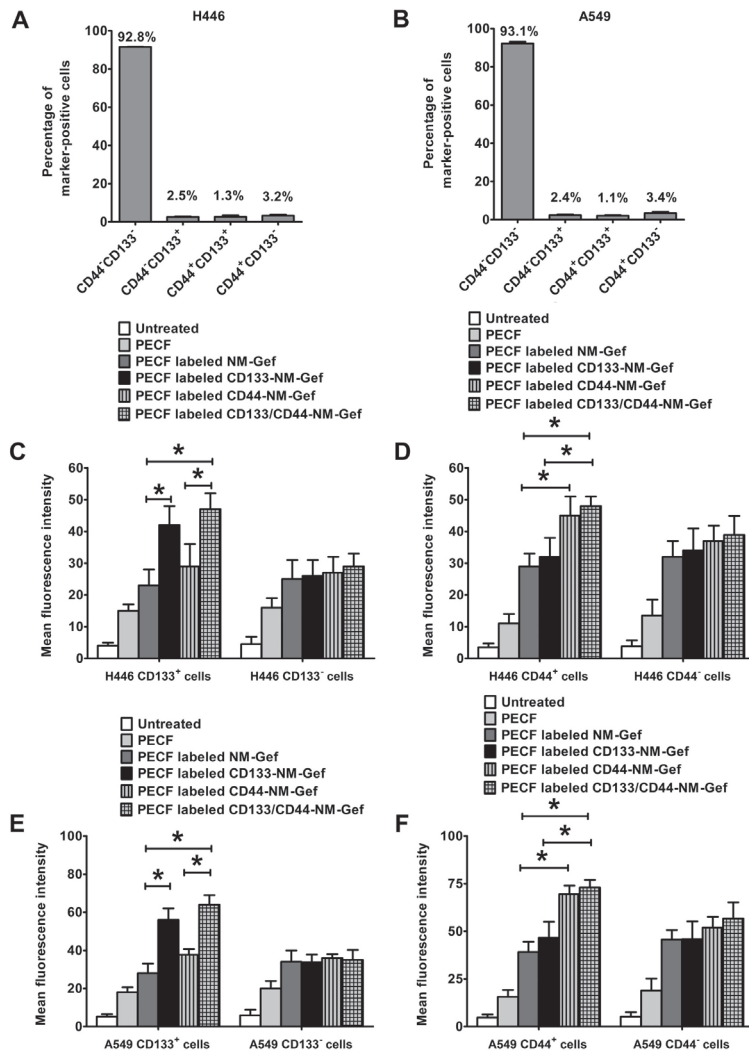 A
H446
Percentage of
marker-positive cells
100
80
60
40
20
0
92.8%
2.5%
1.3%
3.2%
CD44⁻CD133⁻
CD44⁻CD133⁺
CD44⁺CD133⁺
CD44⁺CD133⁻
B
A549
Percentage of
marker-positive cells
100
80
60
40
20
0
93.1%
2.4%
1.1%
3.4%
CD44⁻CD133⁻
CD44⁻CD133⁺
CD44⁺CD133⁺
CD44⁺CD133⁻
Untreated
PECF
PECF labeled NM-Gef
PECF labeled CD133-NM-Gef
PECF labeled CD44-NM-Gef
PECF labeled CD133/CD44-NM-Gef
Untreated
PECF
PECF labeled NM-Gef
PECF labeled CD133-NM-Gef
PECF labeled CD44-NM-Gef
PECF labeled CD133/CD44-NM-Gef
C
Mean fluorescence intensity
60
50
40
30
20
10
0
*
*
*
H446 CD133⁺ cells
H446 CD133⁻ cells
D
Mean fluorescence intensity
60
50
40
30
20
10
0
*
*
*
H446 CD44⁺ cells
H446 CD44⁻ cells
Untreated
PECF
PECF labeled NM-Gef
PECF labeled CD133-NM-Gef
PECF labeled CD44-NM-Gef
PECF labeled CD133/CD44-NM-Gef
Untreated
PECF
PECF labeled NM-Gef
PECF labeled CD133-NM-Gef
PECF labeled CD44-NM-Gef
PECF labeled CD133/CD44-NM-Gef
E
Mean fluorescence intensity
100
80
60
40
20
0
*
*
*
A549 CD133⁺ cells
A549 CD133⁻ cells
F
Mean fluorescence intensity
100
75
50
25
0
*
*
*
A549 CD44⁺ cells
A549 CD44⁻ cells